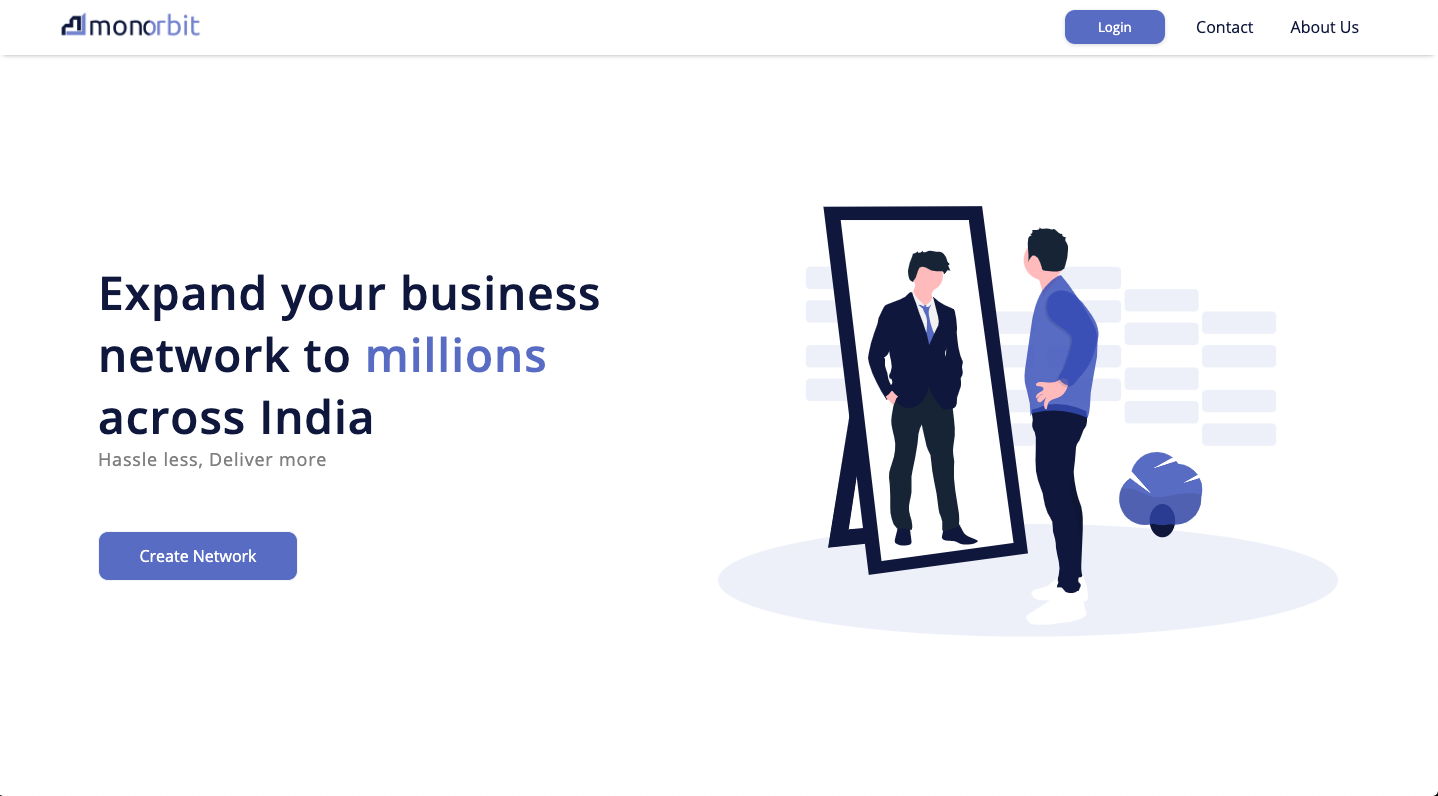 monorbit
Login
Contact
About Us
Expand your business
network to millions
across India
Hassle less, Deliver more
Create Network